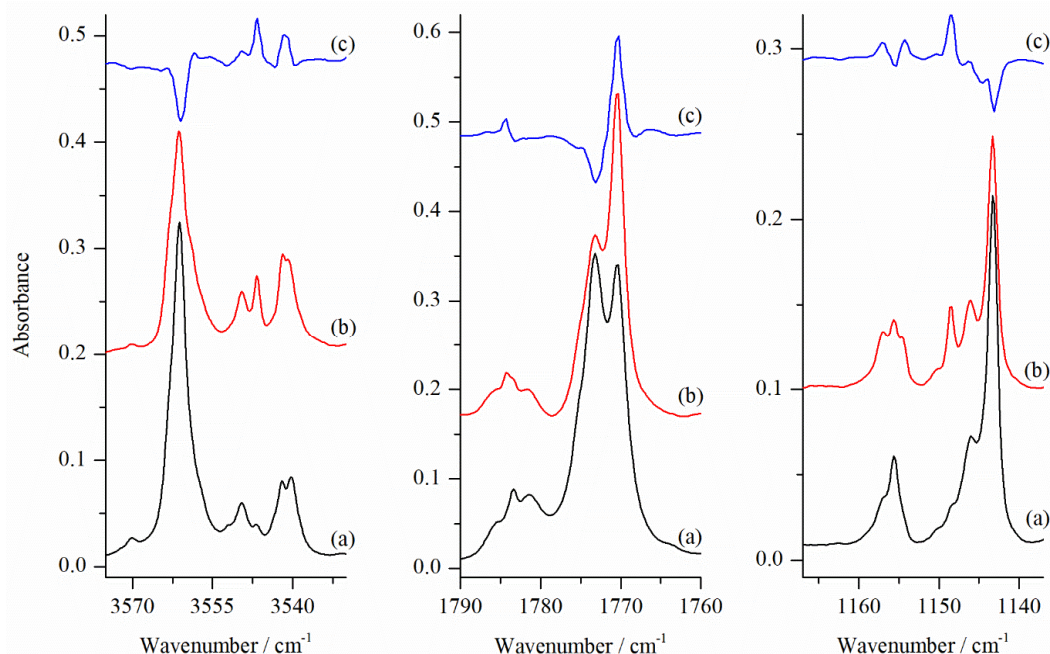 0.5
0.4
0.3
0.2
0.1
0.0
Absorbance
(c)
(b)
(a)
3570 3555 3540
Wavenumber / cm⁻¹
0.6
0.5
0.4
0.3
0.2
0.1
0.0
(c)
(b)
(a)
1790 1780 1770 1760
Wavenumber / cm⁻¹
0.3
0.2
0.1
0.0
(c)
(b)
(a)
1160 1150 1140
Wavenumber / cm⁻¹